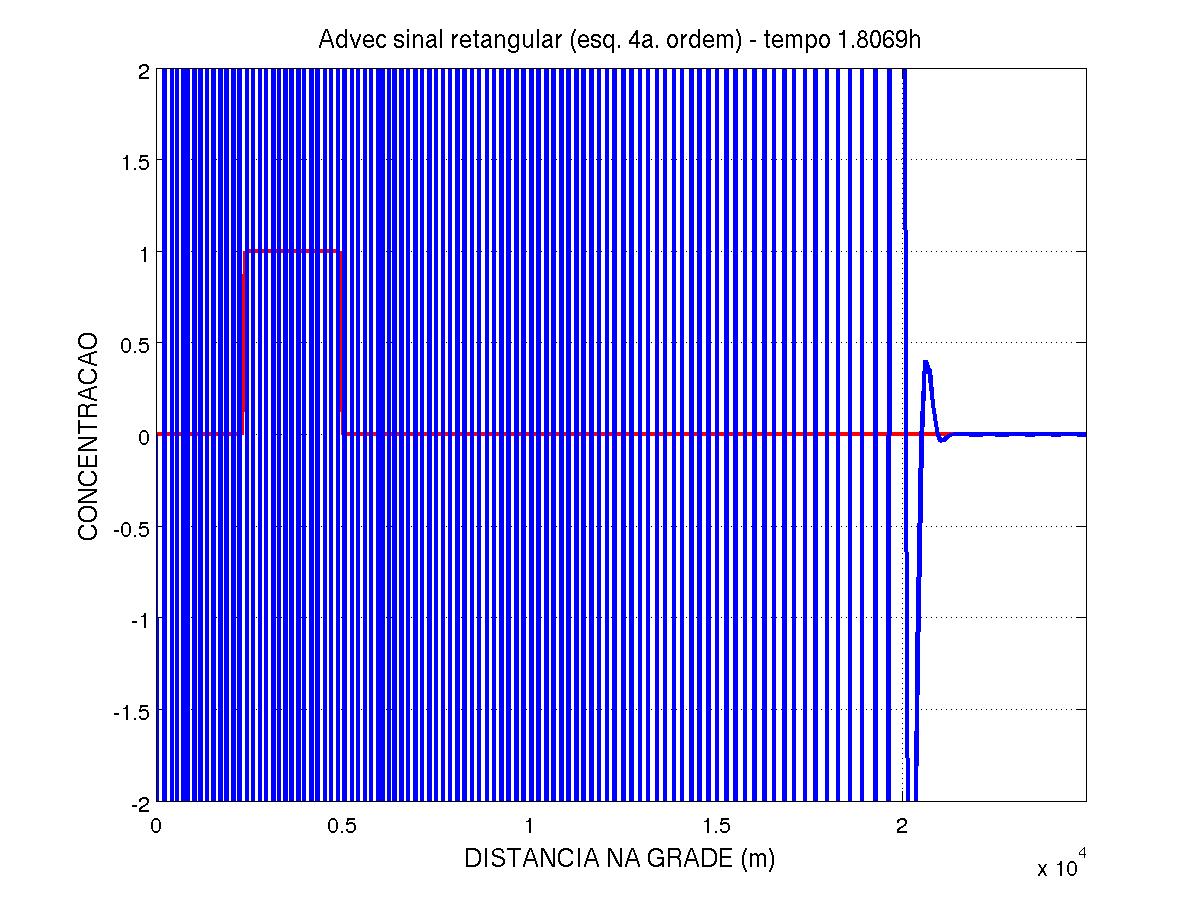 Advec sinal retangular (esq. 4a. ordem) - tempo 1.8069h
2
1.5
1
0.5
0
-0.5
-1
-1.5
-2
CONCENTRACAO
0 0.5 1 1.5 2
DISTANCIA NA GRADE (m)
x 10^4